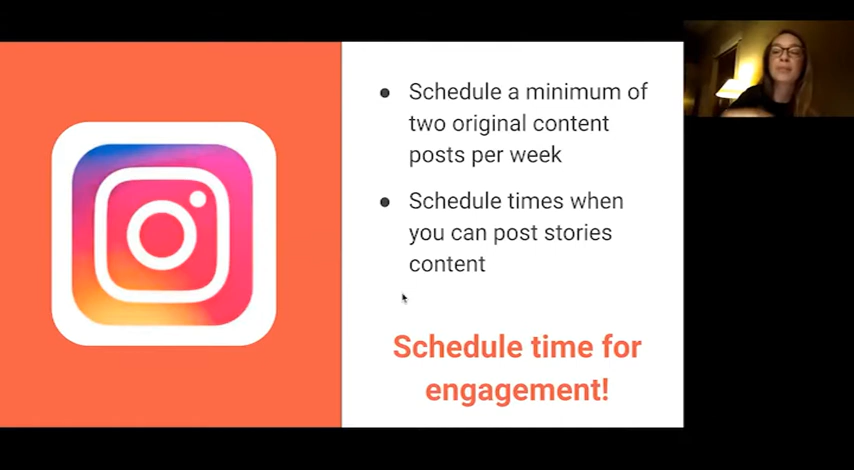 Schedule a minimum of
two original content
posts per week
Schedule times when
you can post stories
content
Schedule time for
engagement!